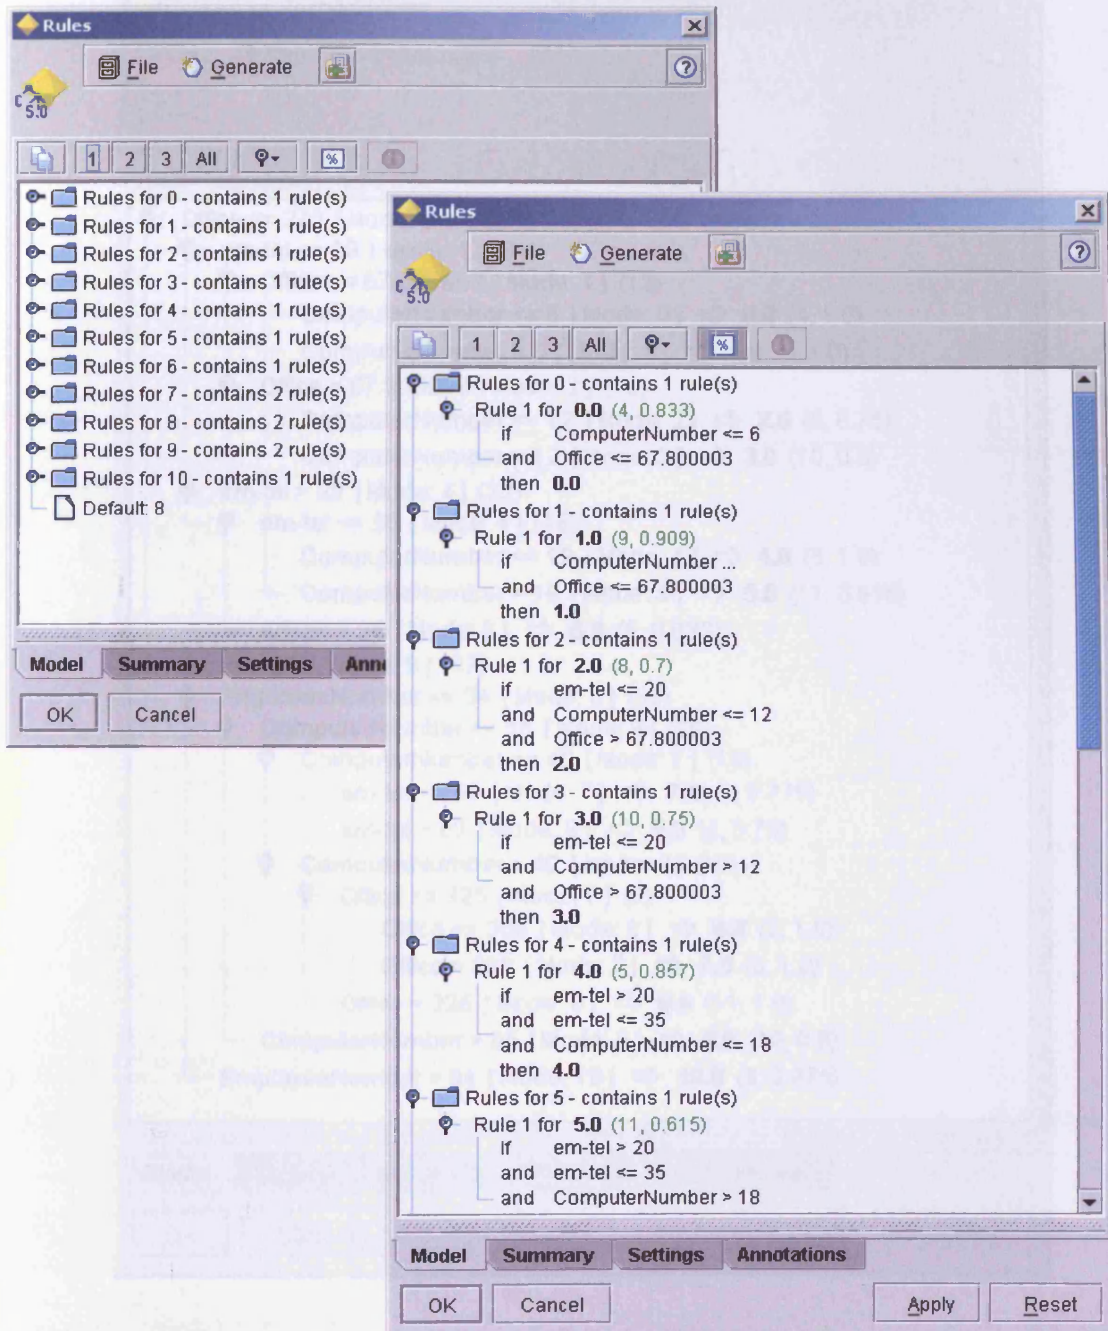 Rules
File Generate
C 5.0
1 2 3 All %
Rules for 0 - contains 1 rule(s)
Rules for 1 - contains 1 rule(s)
Rules for 2 - contains 1 rule(s)
Rules for 3 - contains 1 rule(s)
Rules for 4 - contains 1 rule(s)
Rules for 5 - contains 1 rule(s)
Rules for 6 - contains 1 rule(s)
Rules for 7 - contains 2 rule(s)
Rules for 8 - contains 2 rule(s)
Rules for 9 - contains 2 rule(s)
Rules for 10 - contains 1 rule(s)
Default: 8
Model Summary Settings Anno
OK Cancel
Rules
File Generate
C 5.0
1 2 3 All %
Rules for 0 - contains 1 rule(s)
Rule 1 for 0.0 (4, 0.833)
if ComputerNumber <= 6
and Office <= 67.800003
then 0.0
Rules for 1 - contains 1 rule(s)
Rule 1 for 1.0 (9, 0.909)
if ComputerNumber ...
and Office <= 67.800003
then 1.0
Rules for 2 - contains 1 rule(s)
Rule 1 for 2.0 (8, 0.7)
if em-tel <= 20
and ComputerNumber <= 12
and Office > 67.800003
then 2.0
Rules for 3 - contains 1 rule(s)
Rule 1 for 3.0 (10, 0.75)
if em-tel <= 20
and ComputerNumber > 12
and Office > 67.800003
then 3.0
Rules for 4 - contains 1 rule(s)
Rule 1 for 4.0 (5, 0.857)
if em-tel > 20
and em-tel <= 35
and ComputerNumber <= 18
then 4.0
Rules for 5 - contains 1 rule(s)
Rule 1 for 5.0 (11, 0.615)
if em-tel > 20
and em-tel <= 35
and ComputerNumber > 18
Model Summary Settings Annotations
OK Cancel Apply Reset